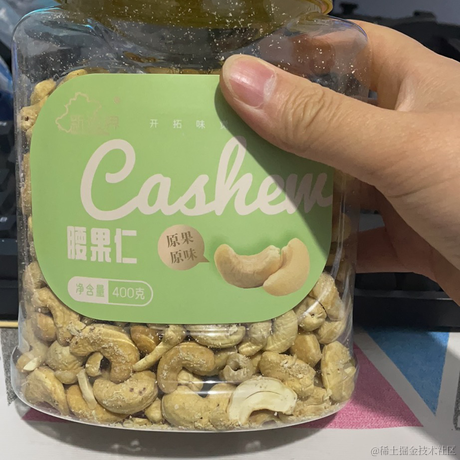 开拓味
Cashew
腰果仁
原果
原味
净含量 400克
@稀土掘金技术社区